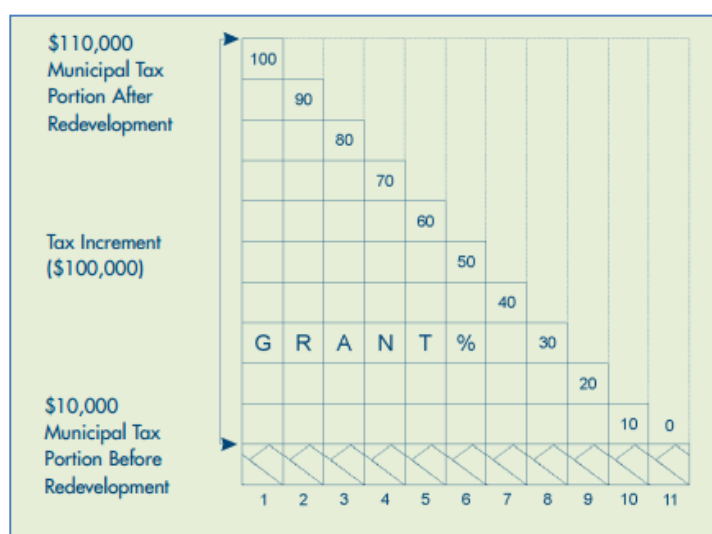 $110,000
Municipal Tax
Portion After
Redevelopment
100
90
80
70
60
Tax Increment
($100,000)
50
40
G R A N T % 30
20
$10,000
Municipal Tax
Portion Before
Redevelopment
10 0
1 2 3 4 5 6 7 8 9 10 11